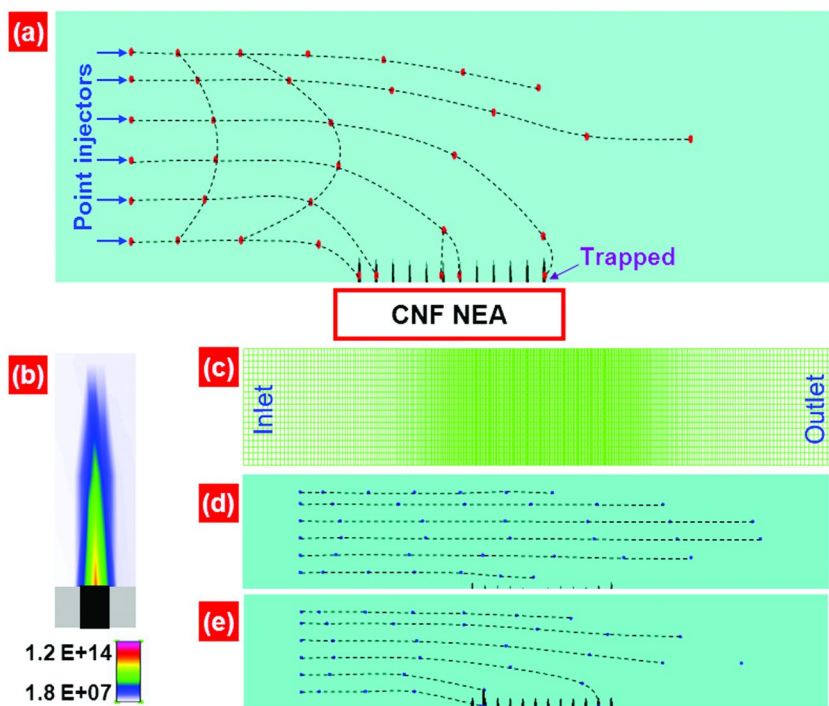 (a)
Point injectors
Trapped
CNF NEA
(b)
1.2 E+14
1.8 E+07
(c)
Inlet
Outlet
(d)
(e)